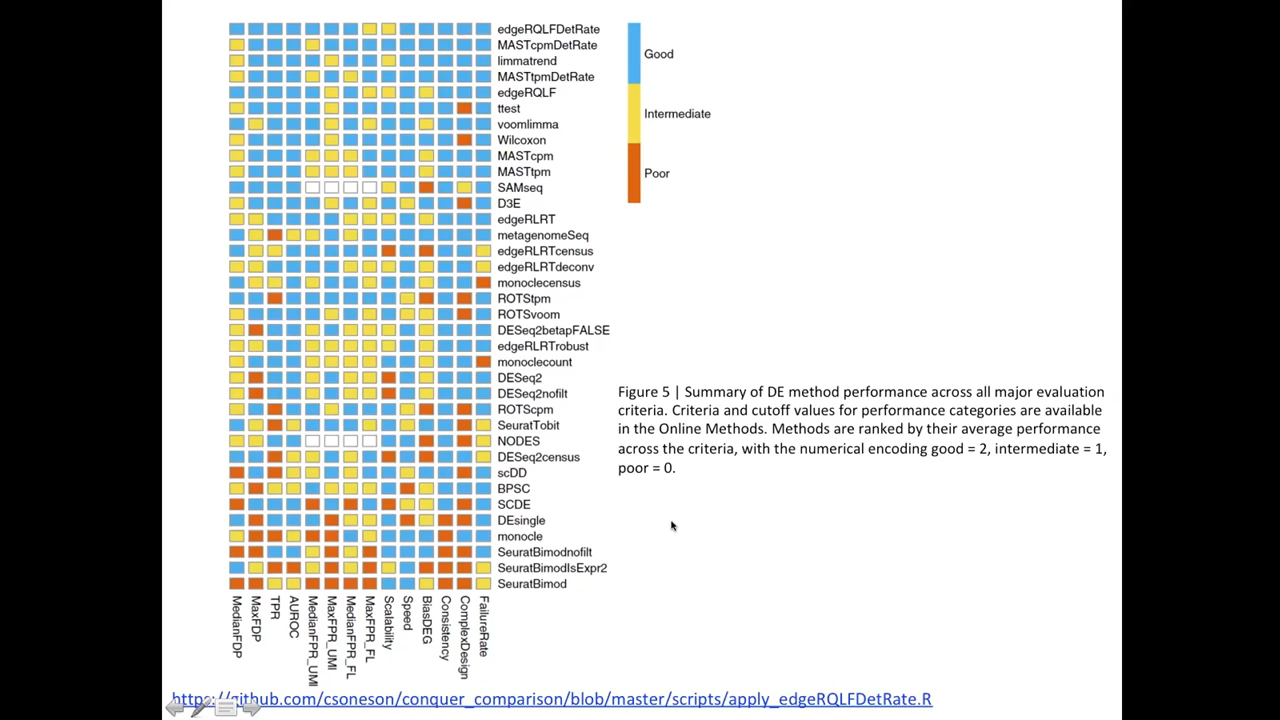 edgeRQLFDetRate
MASTcpmDetRate
limmatrend
MASTtpmDetRate
edgeRQLF
ttest
voomlimma
Wilcoxon
MASTcpm
MASTtpm
SAMseq
D3E
edgeRLRT
metagenomeSeq
edgeRLRTcensus
edgeRLRTdeconv
monoclecensus
ROTStpm
ROTSvoom
DESeq2betapFALSE
edgeRLRTrobust
monoclecount
DESeq2
DESeq2nofilt
ROTScpm
SeuratTobit
NODES
DESeq2census
scDD
BPSC
SCDE
DEsingle
monocle
SeuratBimodnofilt
SeuratBimodIsExpr2
SeuratBimod
MedianFDP
MaxFDP
TPR
AUROC
MedianFPR_UMI
MaxFPR_UMI
MedianFPR_FL
MaxFPR_FL
Scalability
Speed
BiasDEG
Consistency
ComplexDesign
FailureRate
Good
Intermediate
Poor
Figure 5 | Summary of DE method performance across all major evaluation
criteria. Criteria and cutoff values for performance categories are available
in the Online Methods. Methods are ranked by their average performance
across the criteria, with the numerical encoding good = 2, intermediate = 1,
poor = 0.
https://github.com/csoneson/conquer_comparison/blob/master/scripts/apply_edgeRQLFDetRate.R